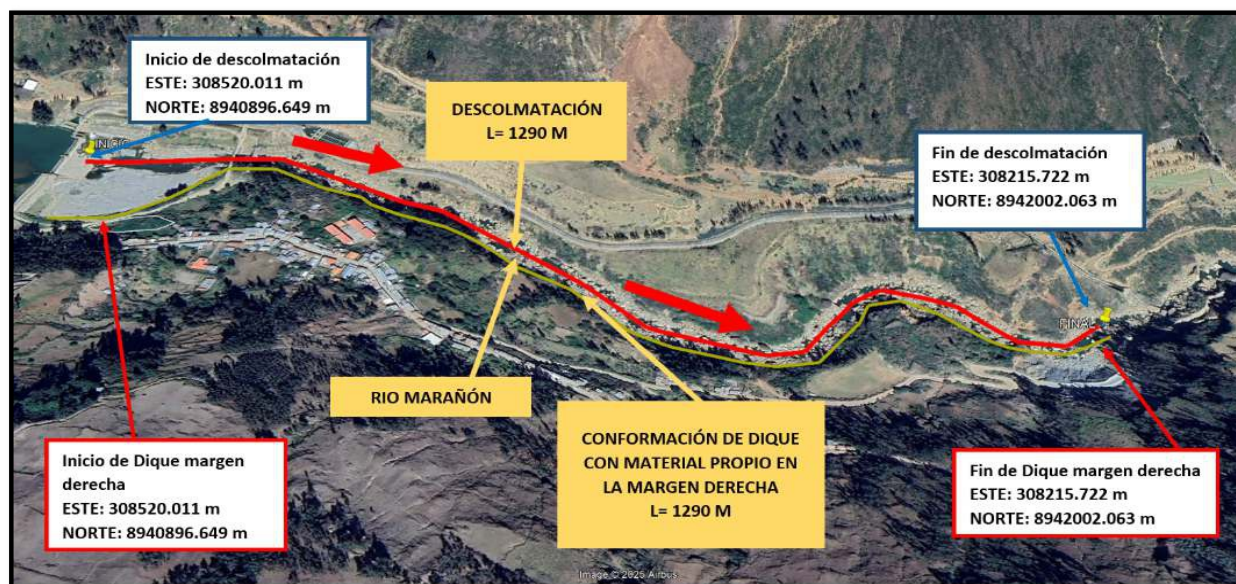 Inicio de descolmatación
ESTE: 308520.011 m
NORTE: 8940896.649 m
DESCOLMATACIÓN
L= 1290 M
Fin de descolmatación
ESTE: 308215.722 m
NORTE: 8942002.063 m
INICIO
FINAL
RIO MARAÑÓN
CONFORMACIÓN DE DIQUE
CON MATERIAL PROPIO EN
LA MARGEN DERECHA
L= 1290 M
Inicio de Dique margen
derecha
ESTE: 308520.011 m
NORTE: 8940896.649 m
Fin de Dique margen derecha
ESTE: 308215.722 m
NORTE: 8942002.063 m
Image © 2025 Airbus